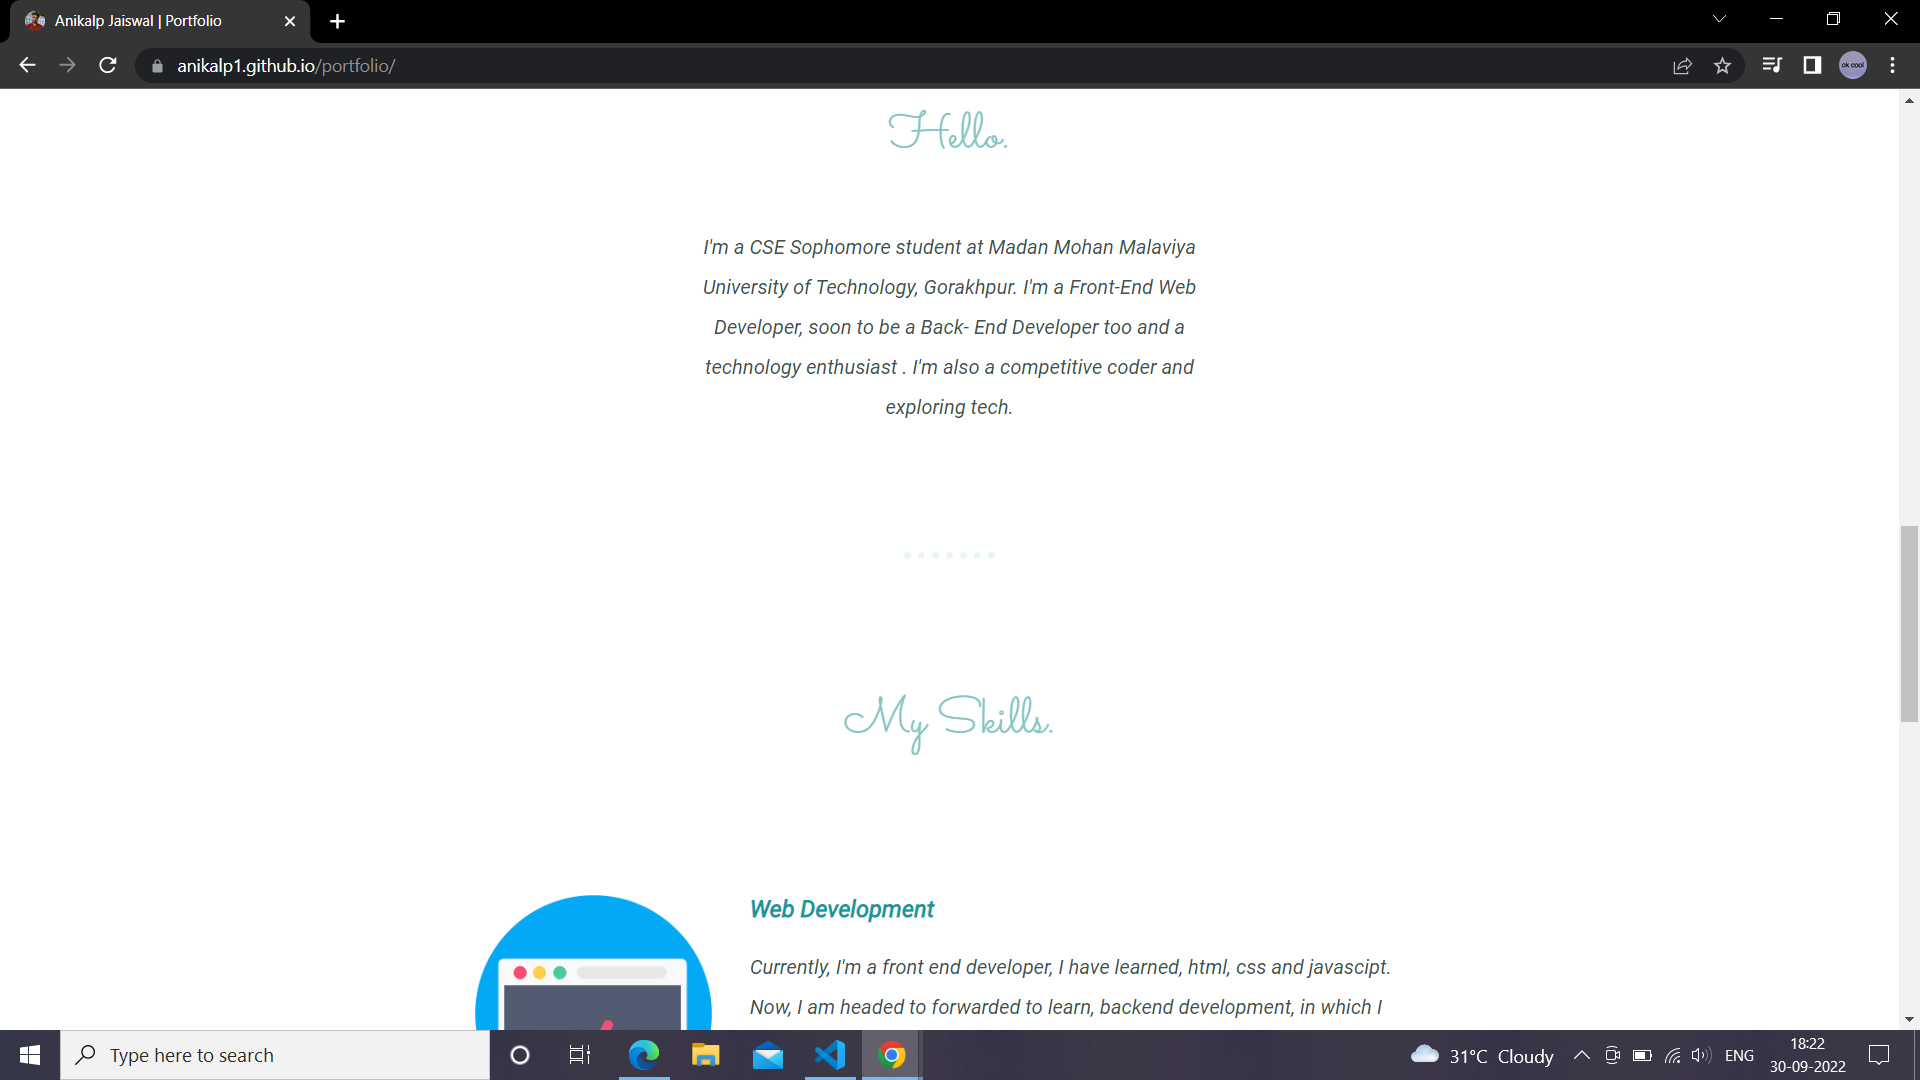 Anikalp Jaiswal | Portfolio
anikalp1.github.io/portfolio/
ok cool
Hello.
I'm a CSE Sophomore student at Madan Mohan Malaviya
University of Technology, Gorakhpur. I'm a Front-End Web
Developer, soon to be a Back- End Developer too and a
technology enthusiast . I'm also a competitive coder and
exploring tech.
My Skills.
Web Development
Currently, I'm a front end developer, I have learned, html, css and javascipt.
Now, I am headed to forwarded to learn, backend development, in which I
Type here to search
31°C Cloudy
ENG
18:22
30-09-2022